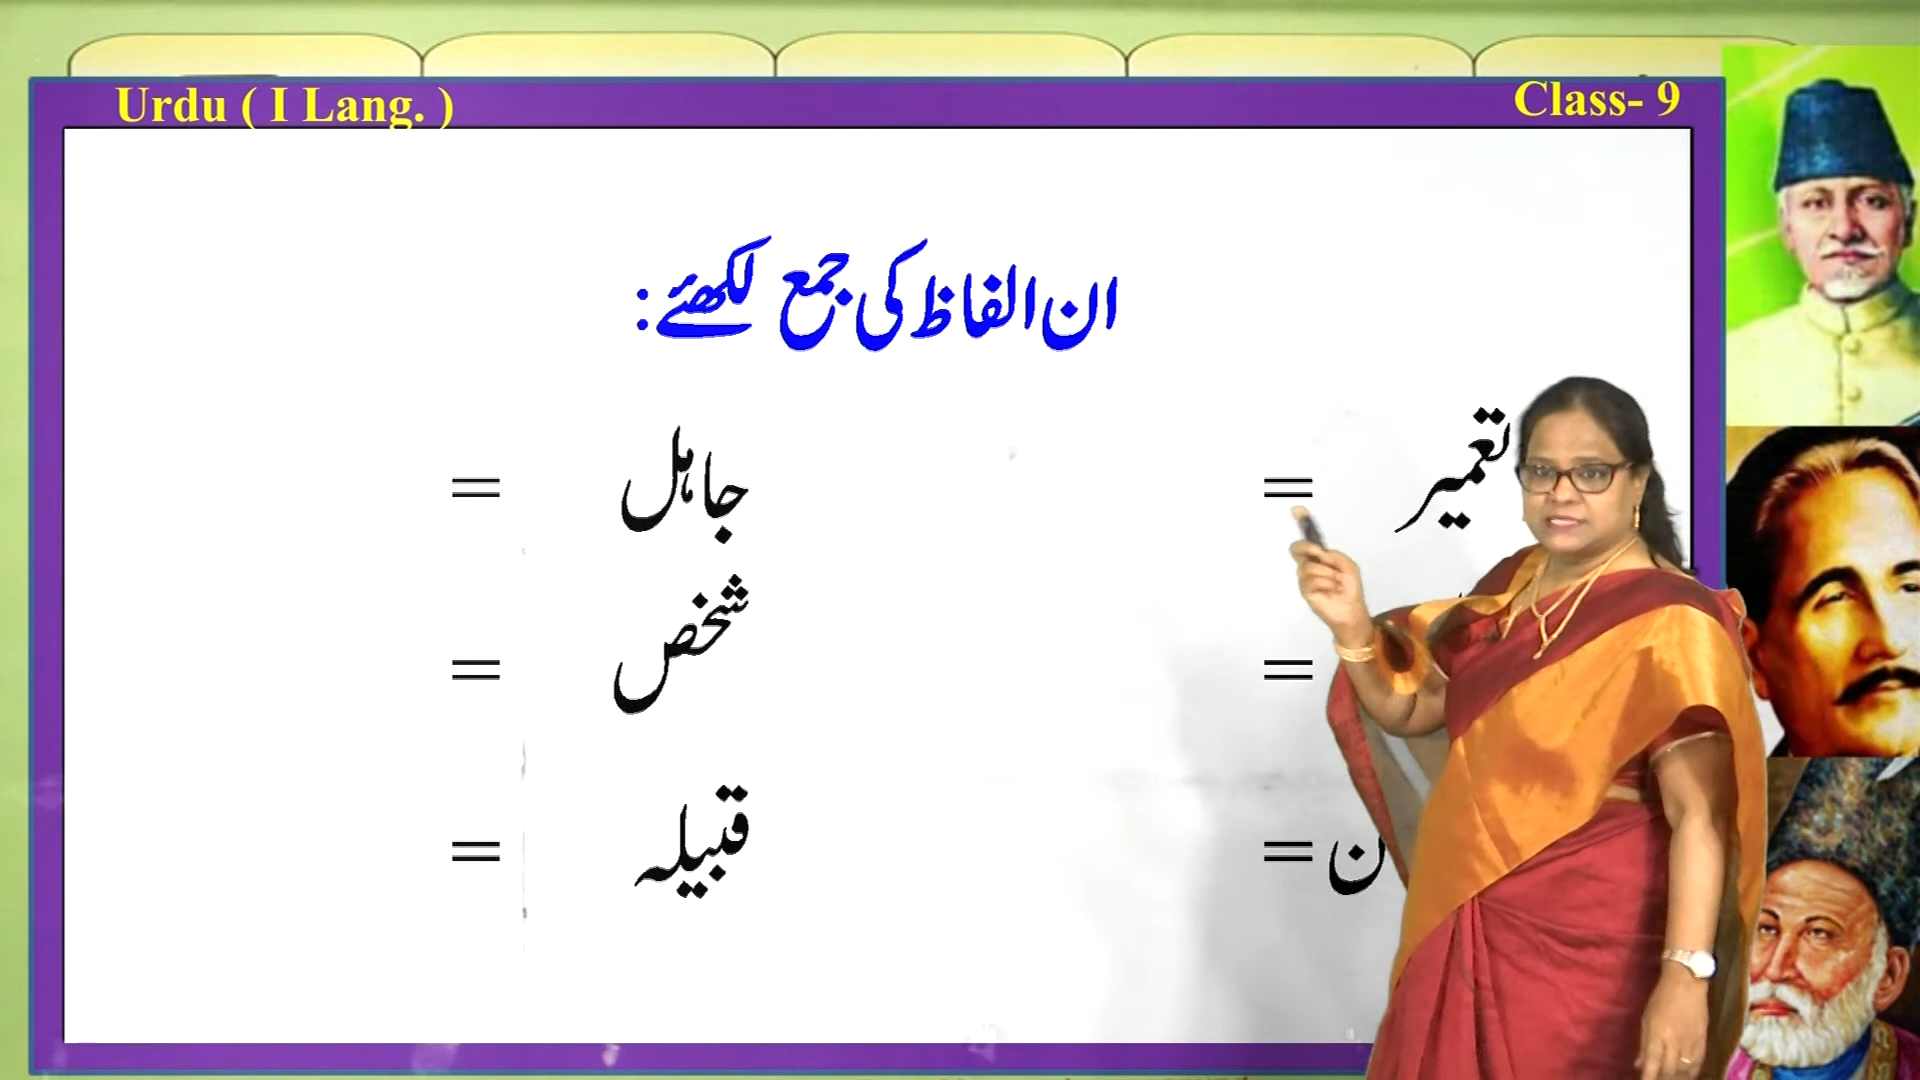 Urdu ( I Lang. )
Class- 9
ان الفاظ کی جمع لکھئے:
تعمیر =
جاہل =
=
شخص =
ن =
قبیلہ =